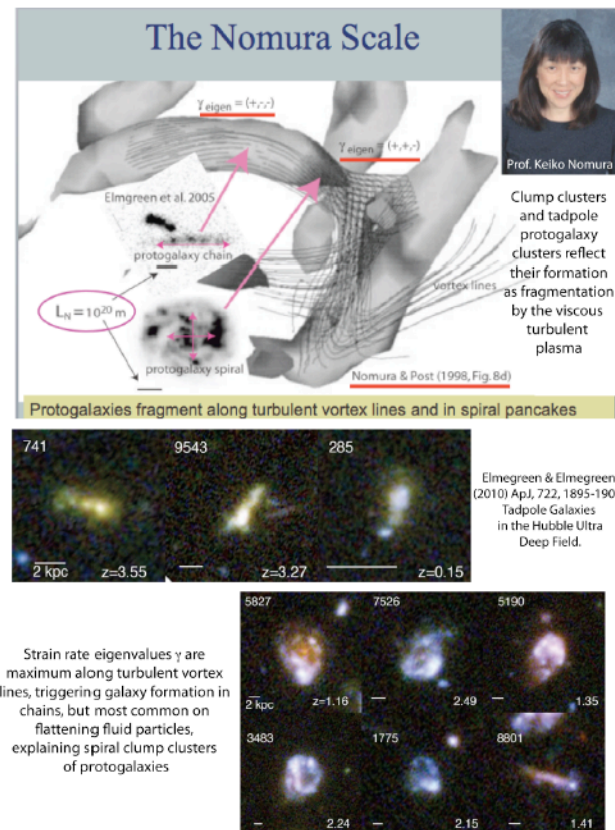 The Nomura Scale
γ eigen = (+,-,-)
γ eigen = (+,+,-)
Prof. Keiko Nomura
Elmgreen et al. 2005
protogalaxy chain
L N = 10²⁰ m
protogalaxy spiral
vortex lines
Nomura & Post (1998, Fig. 8d)
Clump clusters
and tadpole
protogalaxy
clusters reflect
their formation
as fragmentation
by the viscous
turbulent
plasma
Protogalaxies fragment along turbulent vortex lines and in spiral pancakes
741
9543
285
2 kpc
z=3.55
z=3.27
z=0.15
Elmegreen & Elmegreen
(2010) ApJ, 722, 1895-190
Tadpole Galaxies
in the Hubble Ultra
Deep Field.
Strain rate eigenvalues γ are
maximum along turbulent vortex
lines, triggering galaxy formation in
chains, but most common on
flattening fluid particles,
explaining spiral clump clusters
of protogalaxies
5827
7526
5190
2 kpc
z=1.16
2.49
1.35
3483
1775
8801
2.24
2.15
1.41